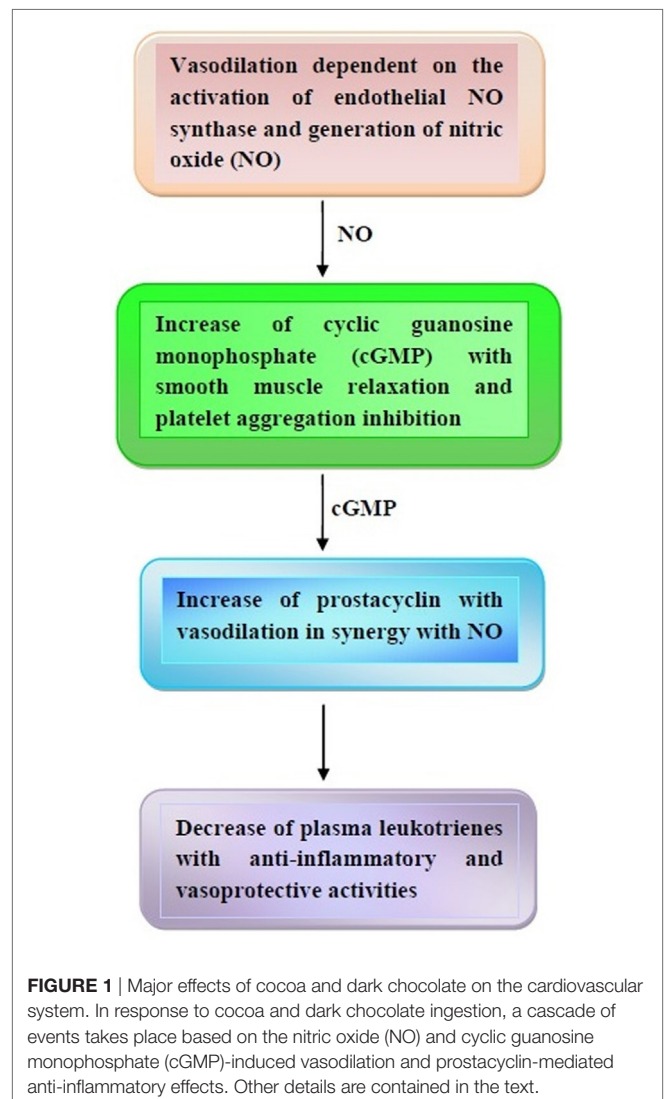 Vasodilation dependent on the
activation of endothelial NO
synthase and generation of nitric
oxide (NO)
NO
Increase of cyclic guanosine
monophosphate (cGMP) with
smooth muscle relaxation and
platelet aggregation inhibition
cGMP
Increase of prostacyclin with
vasodilation in synergy with NO
Decrease of plasma leukotrienes
with anti-inflammatory and
vasoprotective activities
FIGURE 1 | Major effects of cocoa and dark chocolate on the cardiovascular
system. In response to cocoa and dark chocolate ingestion, a cascade of
events takes place based on the nitric oxide (NO) and cyclic guanosine
monophosphate (cGMP)-induced vasodilation and prostacyclin-mediated
anti-inflammatory effects. Other details are contained in the text.